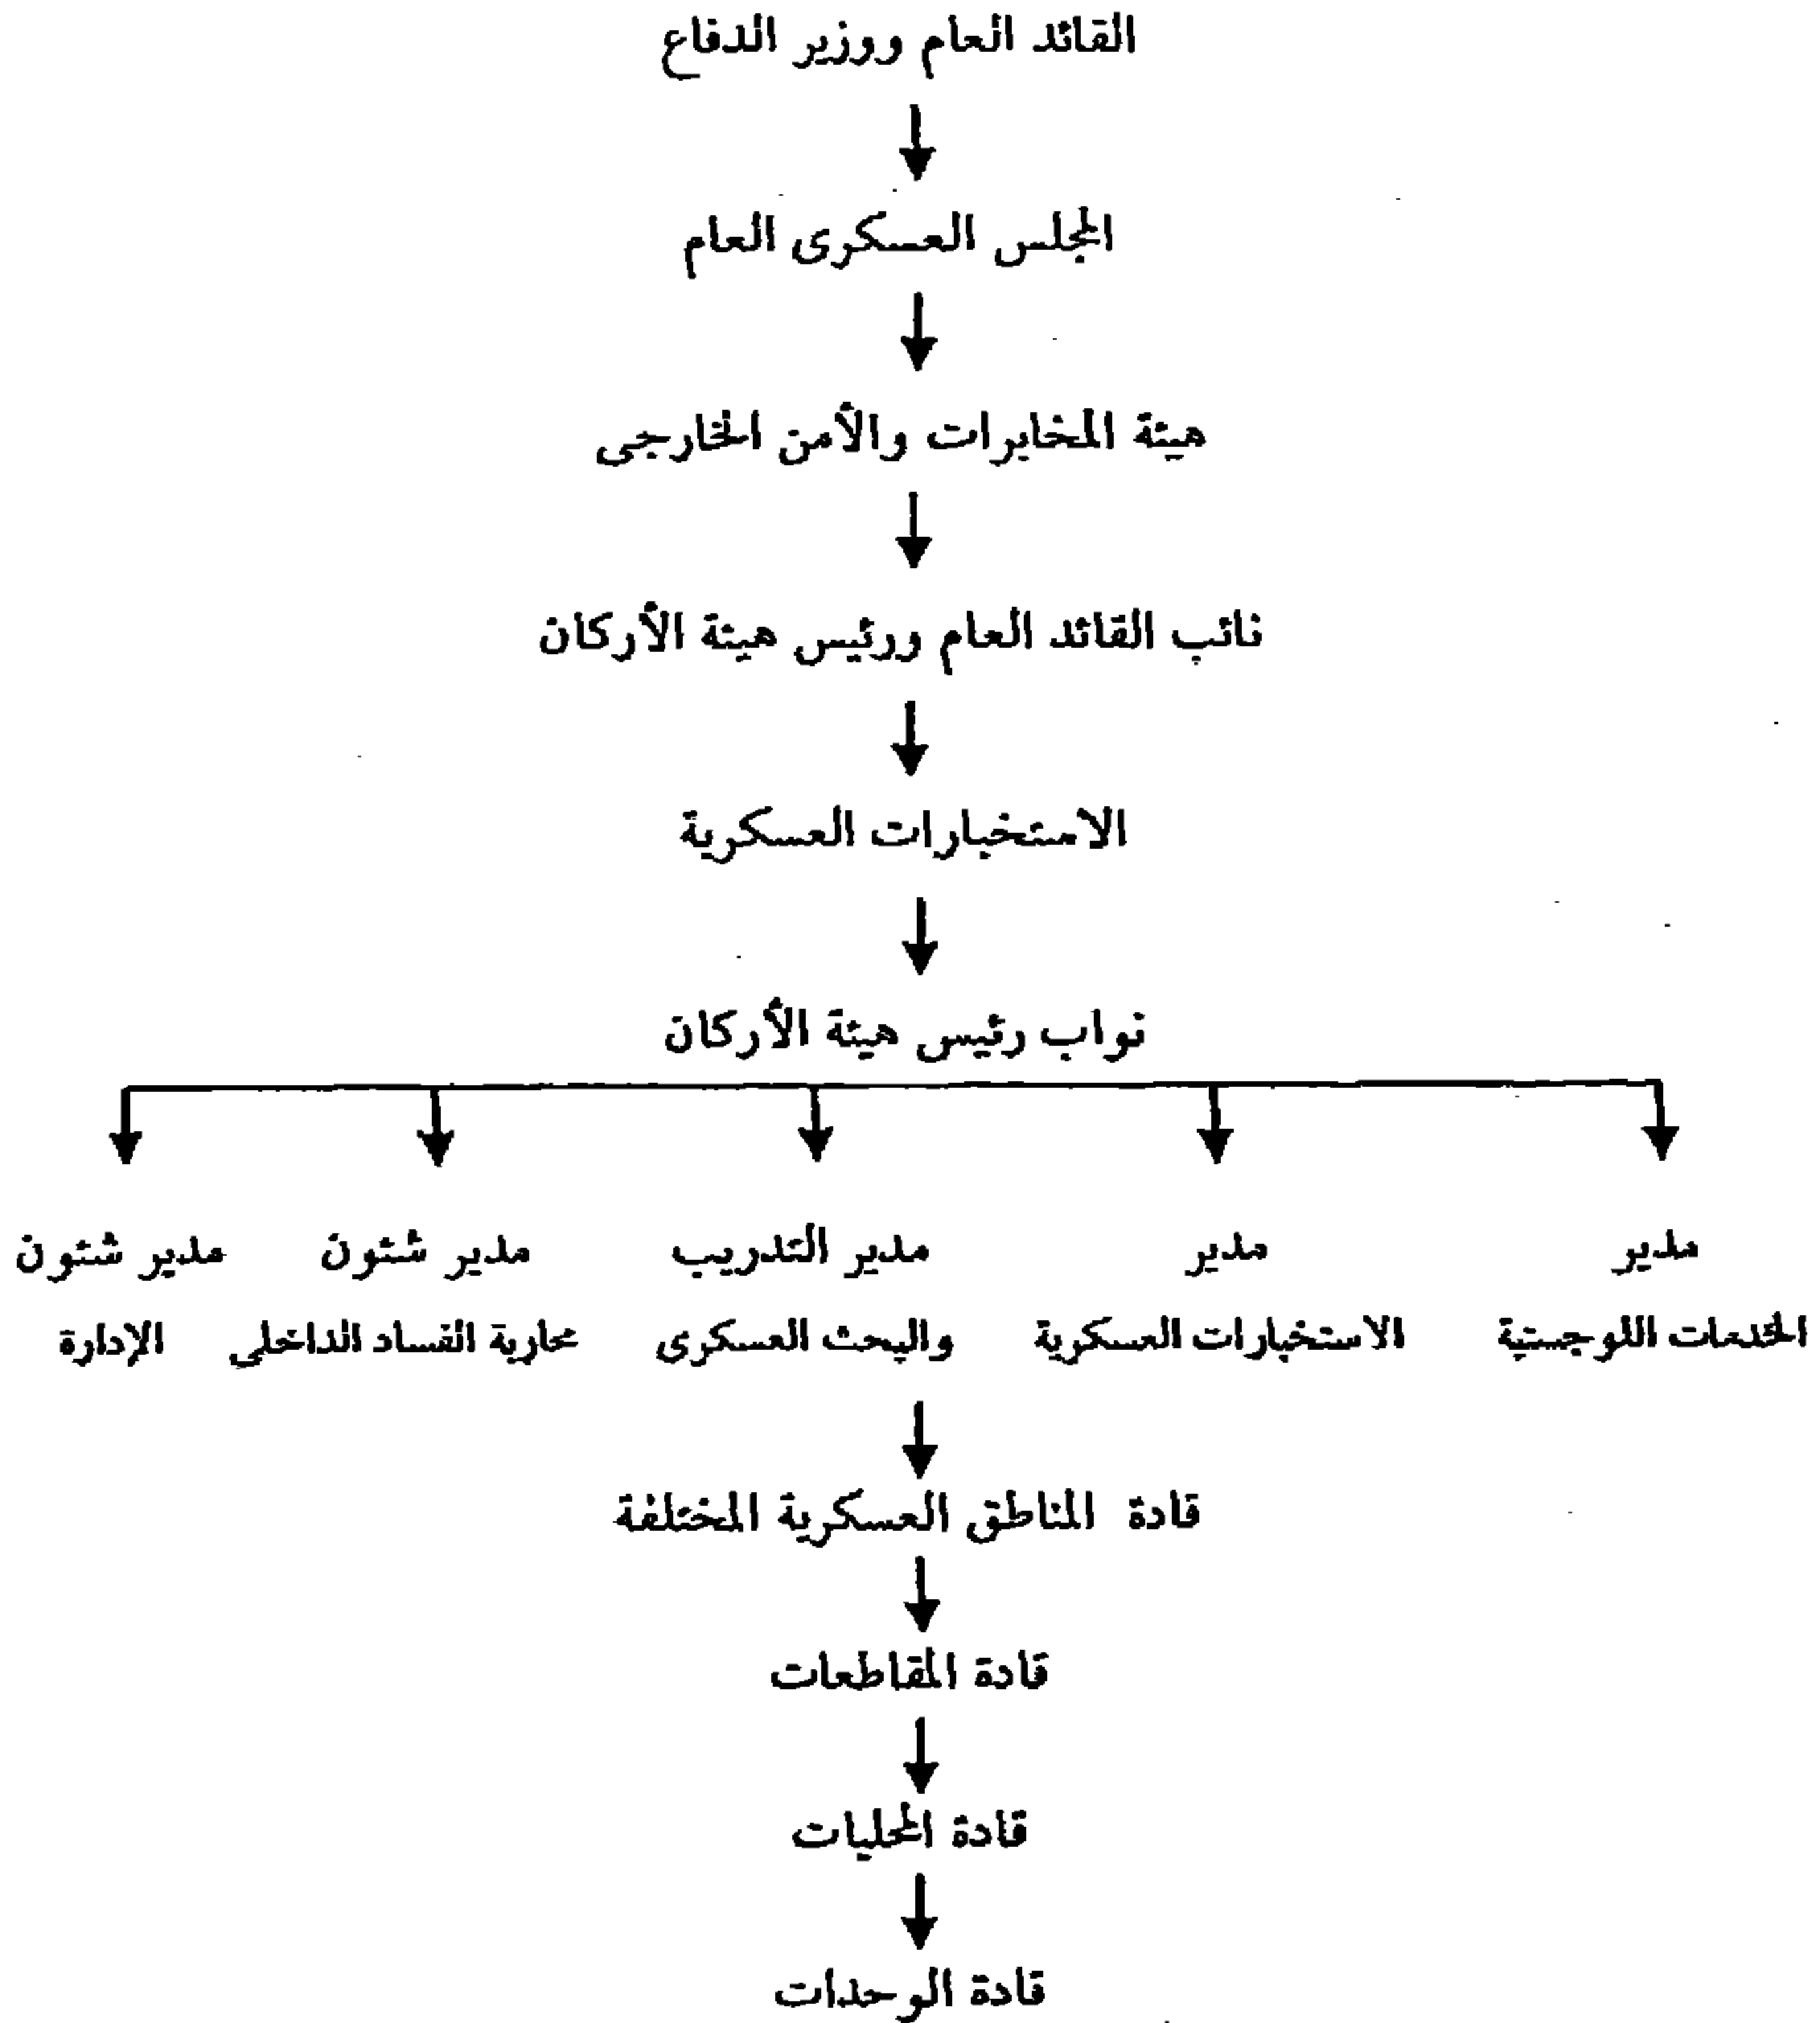 القائد العام ووزير الدفاع
المجلس العسكرى العام
هيئة المخابرات والأمن الخارجى
نائب القائد العام ورئيس هيئة الأركان
الاستخبارات العسكرية
نواب رئيس هيئة الأركان
مدير
الخدمات اللوجستية
مدير
الاستخبارات العسكرية
مدير التدريب
والبحث العسكرى
مدير شئون
محاربة الفساد الداخلى
مدير شئون
الإدارة
قادة المناطق العسكرية المختلفة
قادة المقاطعات
قادة المحليات
قادة الوحدات